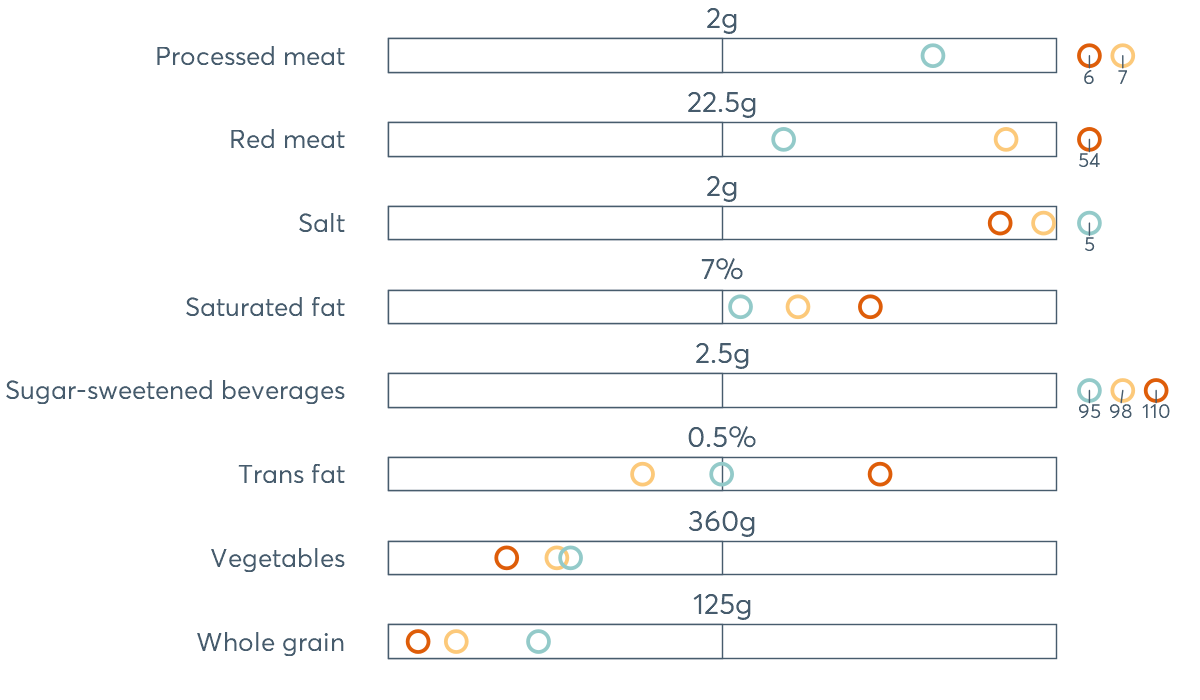 2g
Processed meat
6 7
22.5g
Red meat
54
2g
Salt
5
7%
Saturated fat
2.5g
Sugar-sweetened beverages
95 98 110
0.5%
Trans fat
360g
Vegetables
125g
Whole grain